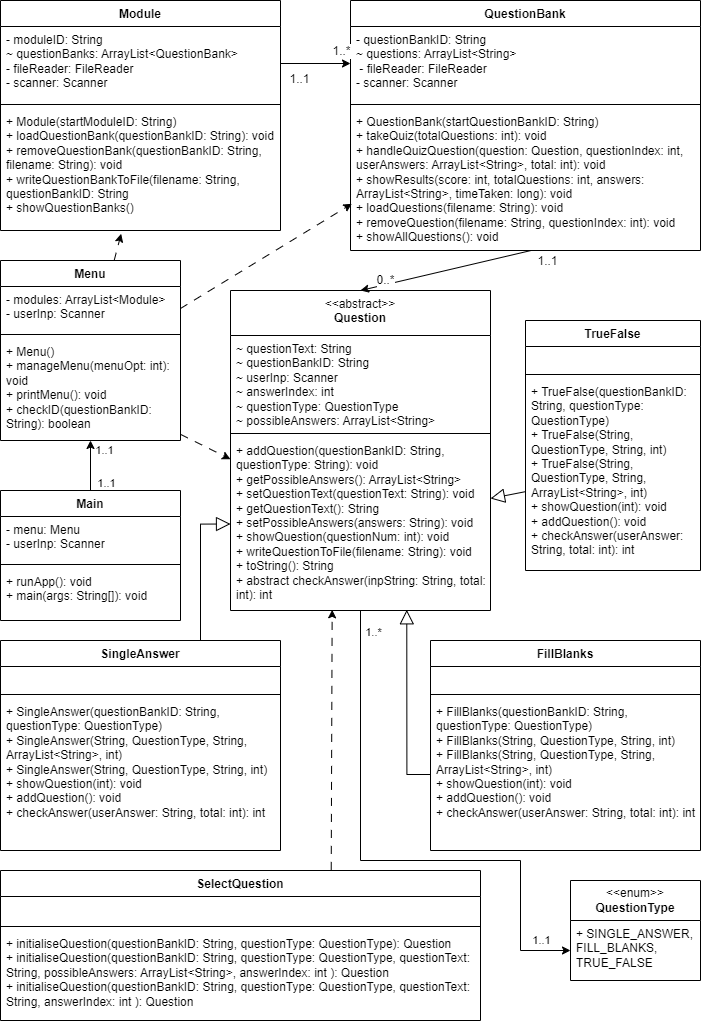 Module
- moduleID: String
~ questionBanks: ArrayList<QuestionBank>
- fileReader: FileReader
- scanner: Scanner
+ Module(startModuleID: String)
+ loadQuestionBank(questionBankID: String): void
+ removeQuestionBank(questionBankID: String,
filename: String): void
+ writeQuestionBankToFile(filename: String,
questionBankID: String
+ showQuestionBanks()
1..*
1..1
QuestionBank
- questionBankID: String
~ questions: ArrayList<String>
- fileReader: FileReader
- scanner: Scanner
+ QuestionBank(startQuestionBankID: String)
+ takeQuiz(totalQuestions: int): void
+ handleQuizQuestion(question: Question, questionIndex: int,
userAnswers: ArrayList<String>, total: int): void
+ showResults(score: int, totalQuestions: int, answers:
ArrayList<String>, timeTaken: long): void
+ loadQuestions(filename: String): void
+ removeQuestion(filename: String, questionIndex: int): void
+ showAllQuestions(): void
1..1
0..*
Menu
- modules: ArrayList<Module>
- userInp: Scanner
+ Menu()
+ manageMenu(menuOpt: int):
void
+ printMenu(): void
+ checkID(questionBankID:
String): boolean
1..1
1..1
Main
- menu: Menu
- userInp: Scanner
+ runApp(): void
+ main(args: String[]): void
<<abstract>>
Question
~ questionText: String
~ questionBankID: String
~ userInp: Scanner
~ answerIndex: int
~ questionType: QuestionType
~ possibleAnswers: ArrayList<String>
+ addQuestion(questionBankID: String,
questionType: String): void
+ getPossibleAnswers(): ArrayList<String>
+ setQuestionText(questionText: String): void
+ getQuestionText(): String
+ setPossibleAnswers(answers: String): void
+ showQuestion(questionNum: int): void
+ writeQuestionToFile(filename: String): void
+ toString(): String
+ abstract checkAnswer(inpString: String, total:
int): int
TrueFalse
+ TrueFalse(questionBankID:
String, questionType:
QuestionType)
+ TrueFalse(String,
QuestionType, String, int)
+ TrueFalse(String,
QuestionType, String,
ArrayList<String>, int)
+ showQuestion(int): void
+ addQuestion(): void
+ checkAnswer(userAnswer:
String, total: int): int
1..*
SingleAnswer
+ SingleAnswer(questionBankID: String,
questionType: QuestionType)
+ SingleAnswer(String, QuestionType, String,
ArrayList<String>, int)
+ SingleAnswer(String, QuestionType, String, int)
+ showQuestion(int): void
+ addQuestion(): void
+ checkAnswer(userAnswer: String, total: int): int
FillBlanks
+ FillBlanks(questionBankID: String,
questionType: QuestionType)
+ FillBlanks(String, QuestionType, String, int)
+ FillBlanks(String, QuestionType, String,
ArrayList<String>, int)
+ showQuestion(int): void
+ addQuestion(): void
+ checkAnswer(userAnswer: String, total: int): int
SelectQuestion
+ initialiseQuestion(questionBankID: String, questionType: QuestionType): Question
+ initialiseQuestion(questionBankID: String, questionType: QuestionType, questionText:
String, possibleAnswers: ArrayList<String>, answerIndex: int ): Question
+ initialiseQuestion(questionBankID: String, questionType: QuestionType, questionText:
String, answerIndex: int ): Question
1..1
<<enum>>
QuestionType
+ SINGLE_ANSWER,
FILL_BLANKS,
TRUE_FALSE